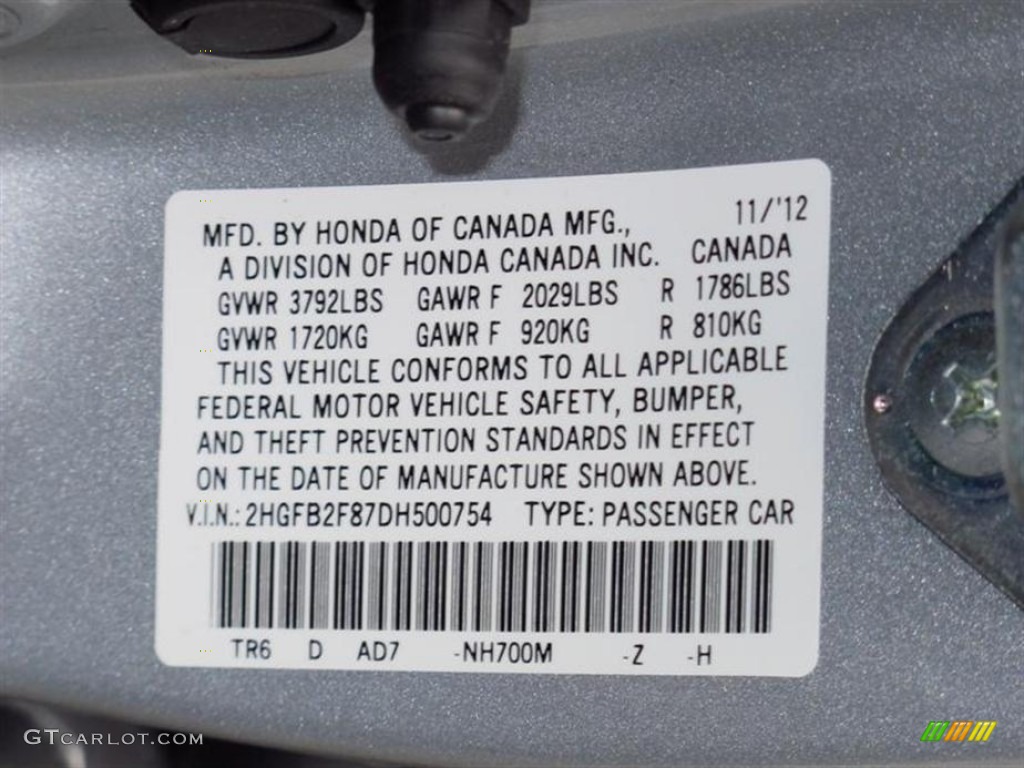 11/'12
MFD. BY HONDA OF CANADA MFG.,
A DIVISION OF HONDA CANADA INC. CANADA
GVWR 3792LBS GAWR F 2029LBS R 1786LBS
GVWR 1720KG GAWR F 920KG R 810KG
THIS VEHICLE CONFORMS TO ALL APPLICABLE
FEDERAL MOTOR VEHICLE SAFETY, BUMPER,
AND THEFT PREVENTION STANDARDS IN EFFECT
ON THE DATE OF MANUFACTURE SHOWN ABOVE.
V.I.N.: 2HGFB2F87DH500754 TYPE: PASSENGER CAR
TR6 D AD7 -NH700M -Z -H
GTCARLOT.COM